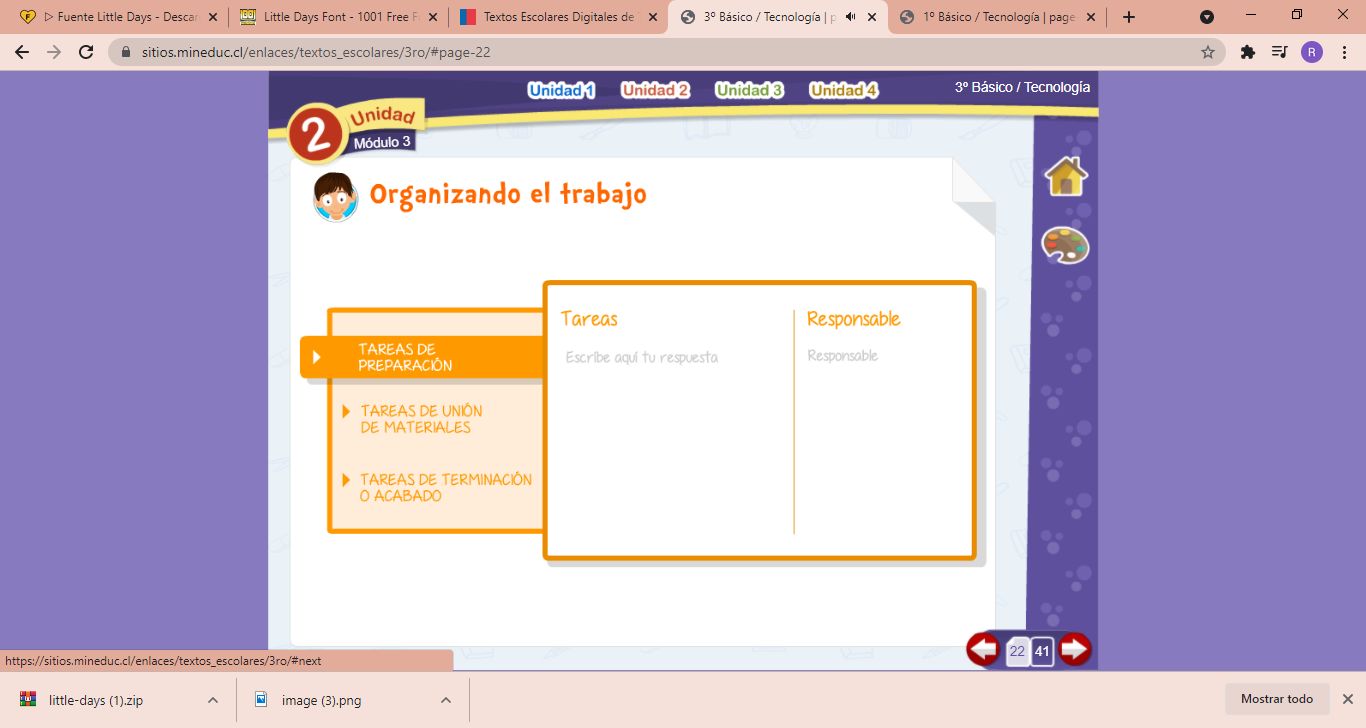 ▷ Fuente Little Days - Descar
Little Days Font - 1001 Free F
Textos Escolares Digitales de
3º Básico / Tecnología | p
1º Básico / Tecnología | page
sitios.mineduc.cl/enlaces/textos_escolares/3ro/#page-22
R
Unidad 1
Unidad 2
Unidad 3
Unidad 4
3º Básico / Tecnología
2
Unidad
Módulo 3
Organizando el trabajo
Tareas
Responsable
Escribe aquí tu respuesta
Responsable
TAREAS DE
PREPARACIÓN
TAREAS DE UNIÓN
DE MATERIALES
TAREAS DE TERMINACIÓN
O ACABADO
22
41
https://sitios.mineduc.cl/enlaces/textos_escolares/3ro/#next
little-days (1).zip
image (3).png
Mostrar todo